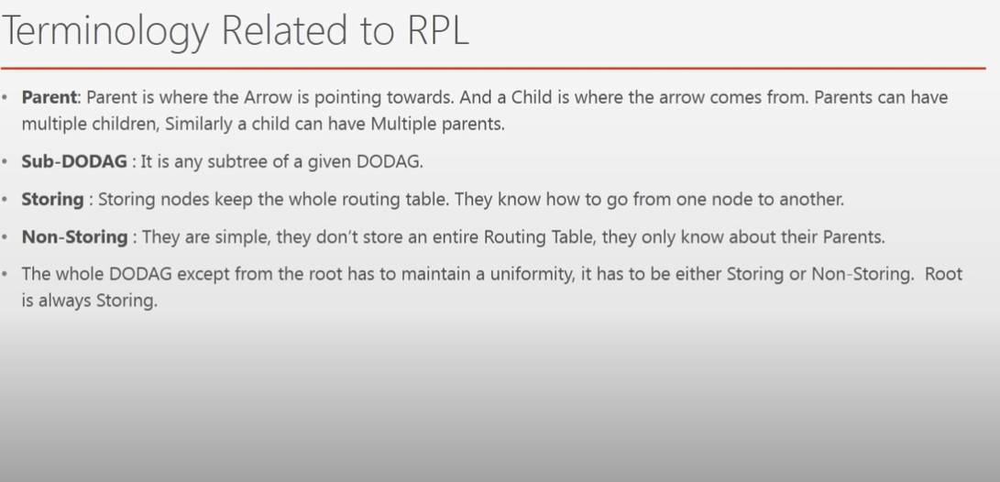 Terminology Related to RPL
• Parent: Parent is where the Arrow is pointing towards. And a Child is where the arrow comes from. Parents can have
multiple children, Similarly a child can have Multiple parents.
• Sub-DODAG : It is any subtree of a given DODAG.
• Storing : Storing nodes keep the whole routing table. They know how to go from one node to another.
• Non-Storing : They are simple, they don’t store an entire Routing Table, they only know about their Parents.
• The whole DODAG except from the root has to maintain a uniformity, it has to be either Storing or Non-Storing.  Root
is always Storing.